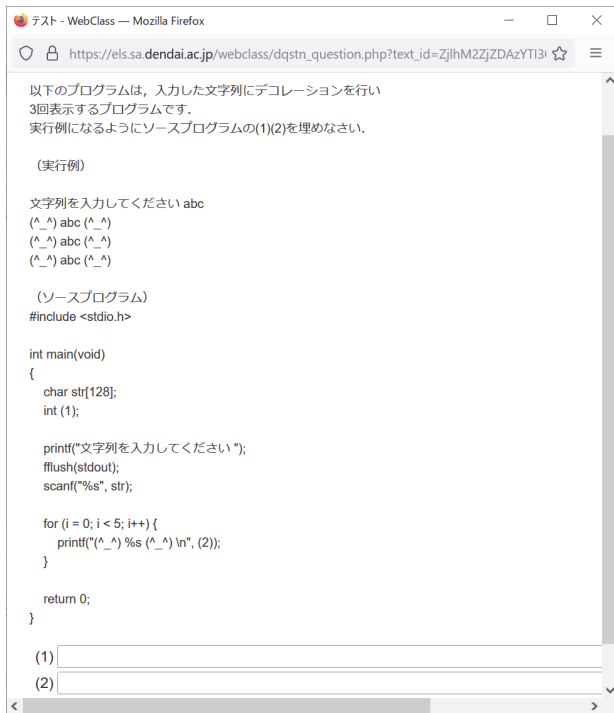 テスト - WebClass — Mozilla Firefox
https://els.sa.dendai.ac.jp/webclass/dqstn_question.php?text_id=ZjlhM2ZjZDAzYTI3
以下のプログラムは，入力した文字列にデコレーションを行い
3回表示するプログラムです．
実行例になるようにソースプログラムの(1)(2)を埋めなさい．
（実行例）
文字列を入力してください abc
(^_^) abc (^_^)
(^_^) abc (^_^)
(^_^) abc (^_^)
（ソースプログラム）
#include <stdio.h>
int main(void)
{
char str[128];
int (1);
printf("文字列を入力してください ");
fflush(stdout);
scanf("%s", str);
for (i = 0; i < 5; i++) {
printf("(^_^) %s (^_^) \n", (2));
}
return 0;
}
(1)
(2)